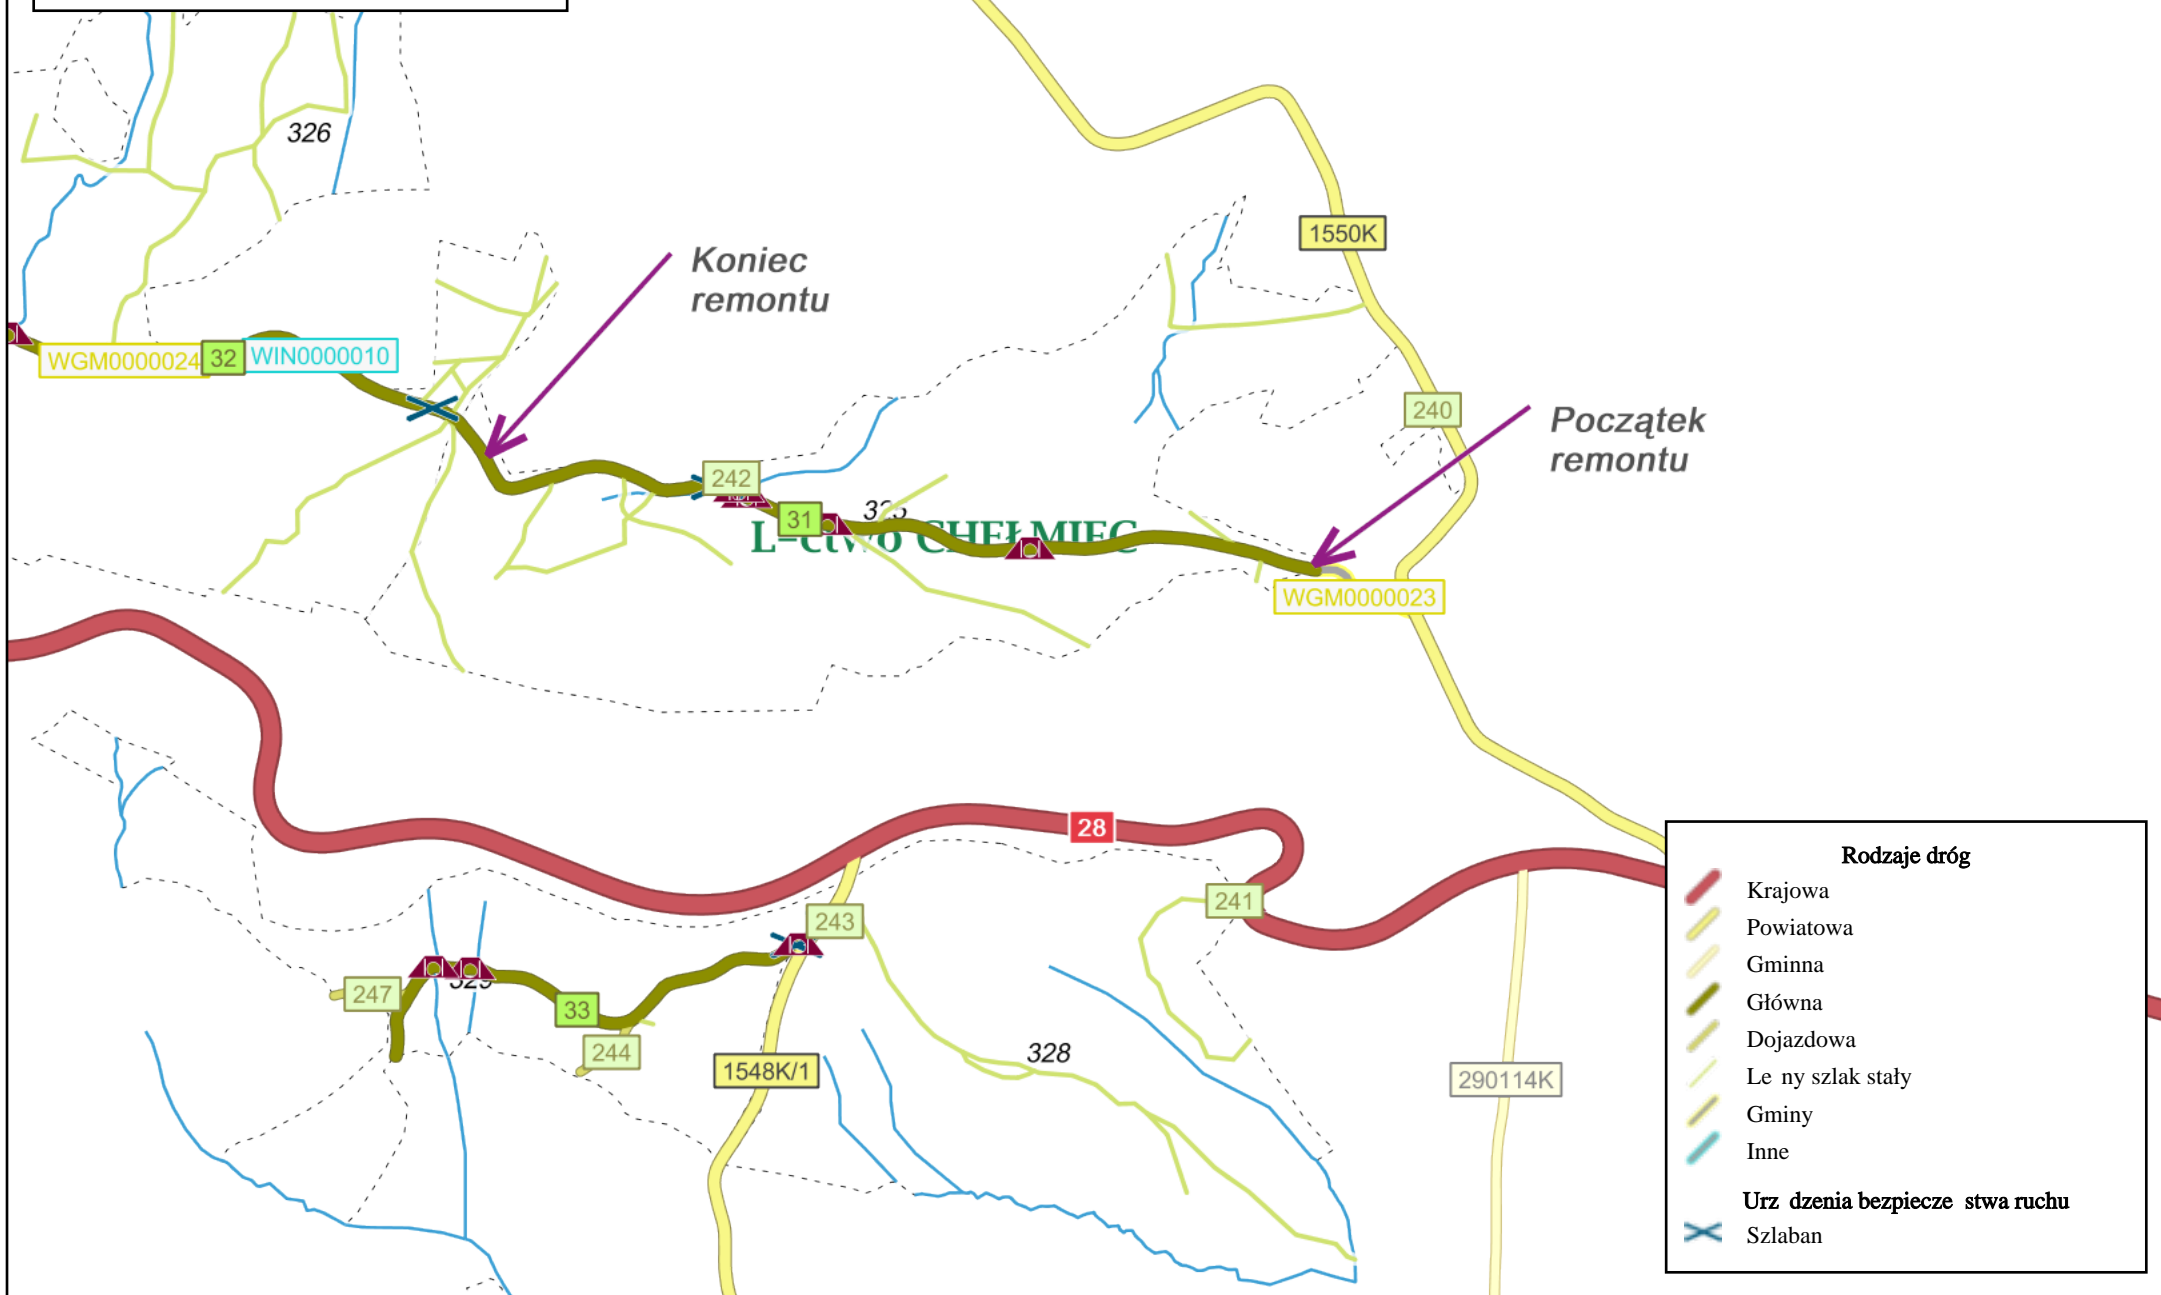 326
1550K
Koniec
remontu
WGM0000024
32
WIN0000010
240
Początek
remontu
242
31
CHEŁMIEC
WGM0000023
28
241
243
247
329
33
244
328
1548K/1
290114K
Rodzaje dróg
Krajowa
Powiatowa
Gminna
Główna
Dojazdowa
Le ny szlak stały
Gminy
Inne
Urz dzenia bezpiecze stwa ruchu
Szlaban